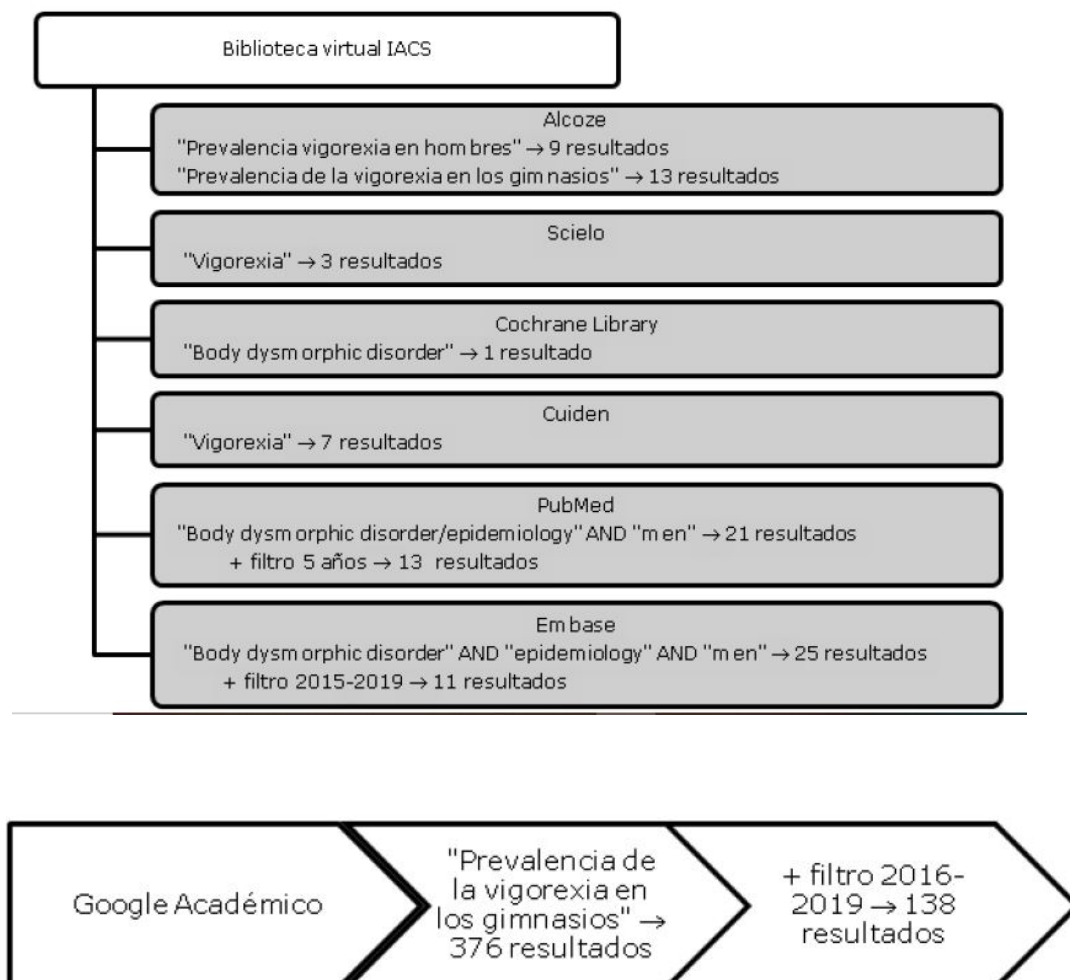 Biblioteca virtual IACS
Alcoze
"Prevalencia vigorexia en hombres" → 9 resultados
"Prevalencia de la vigorexia en los gimnasios" → 13 resultados
Scielo
"Vigorexia" → 3 resultados
Cochrane Library
"Body dysmorphic disorder" → 1 resultado
Cuiden
"Vigorexia" → 7 resultados
PubMed
"Body dysmorphic disorder/epidemiology" AND "men" → 21 resultados
+ filtro 5 años → 13 resultados
Embase
"Body dysmorphic disorder" AND "epidemiology" AND "men" → 25 resultados
+ filtro 2015-2019 → 11 resultados
Google Académico
"Prevalencia de
la vigorexia en
los gimnasios" →
376 resultados
+ filtro 2016-
2019 → 138
resultados